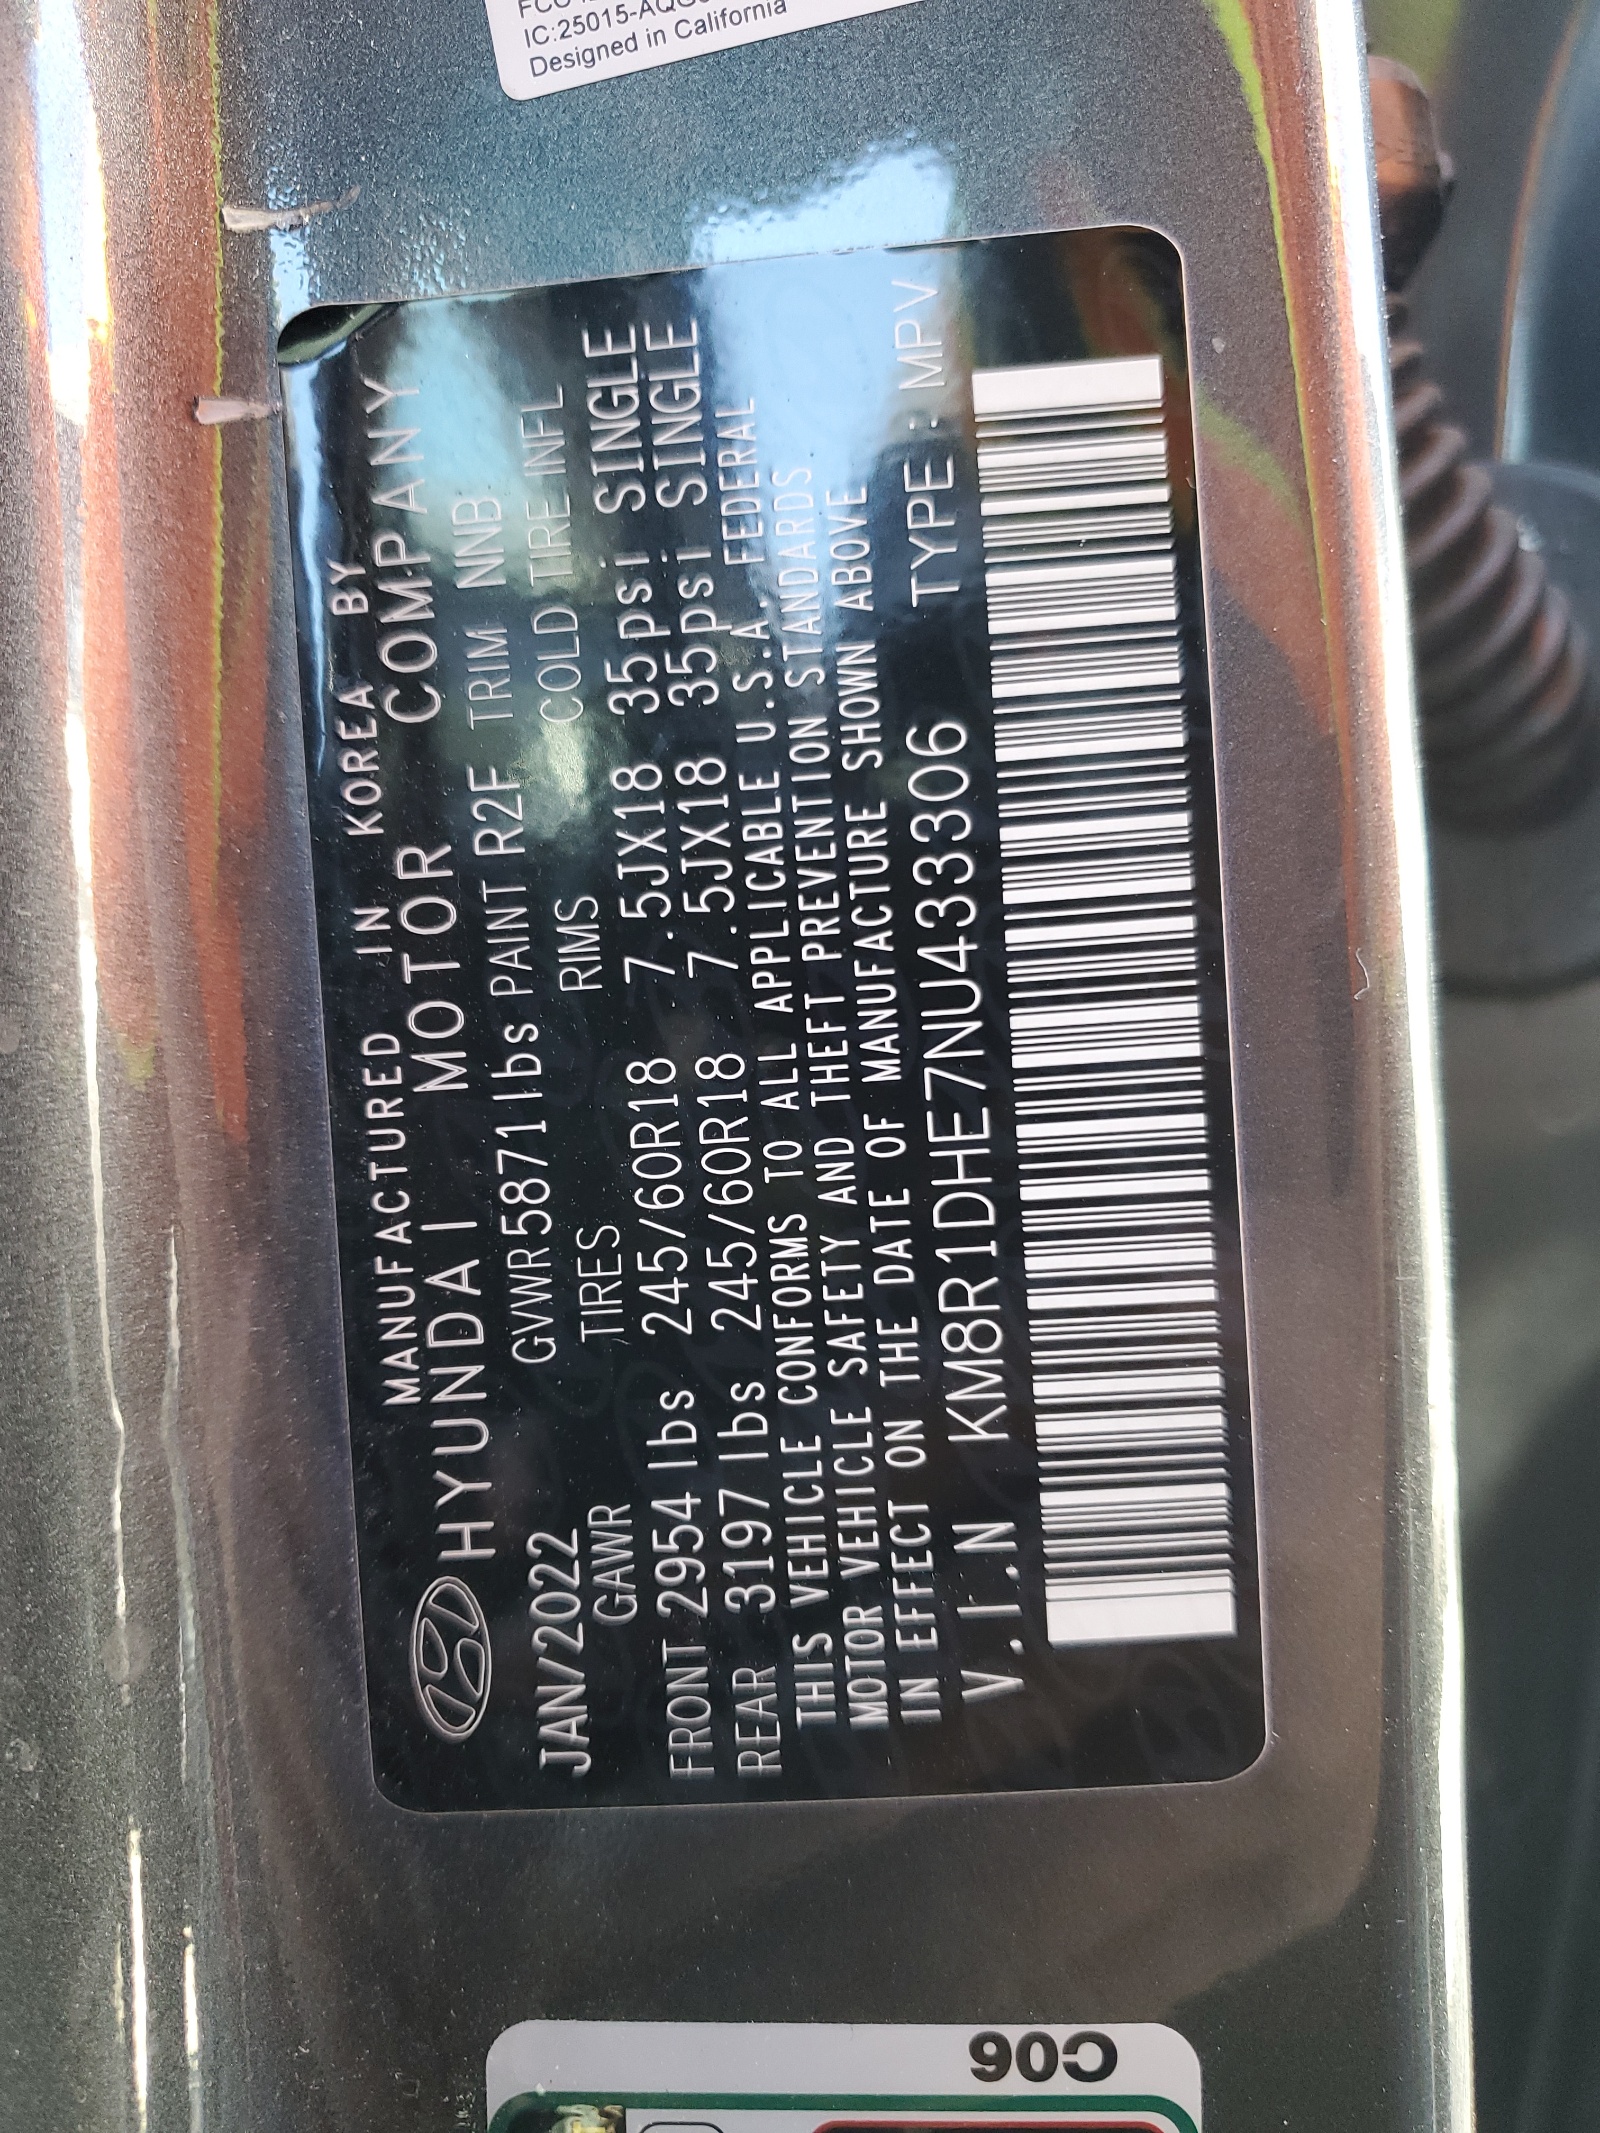 IC:25015-
Designed in California
MANUFACTURED IN KOREA BY
HYUNDAI MOTOR COMPANY
JAN/2022 GVWR 5871 lbs PAINT R2F TRIM NNB
GAWR TIRES RIMS COLD TIRE INFL
FRONT 2954 lbs 245/60R18 7.5JX18 35psi SINGLE
REAR 3197 lbs 245/60R18 7.5JX18 35psi SINGLE
THIS VEHICLE CONFORMS TO ALL APPLICABLE U.S.A. FEDERAL
MOTOR VEHICLE SAFETY AND THEFT PREVENTION STANDARDS
IN EFFECT ON THE DATE OF MANUFACTURE SHOWN ABOVE
V.I.N KM8R1DHE7NU433306 TYPE : MPV
C06